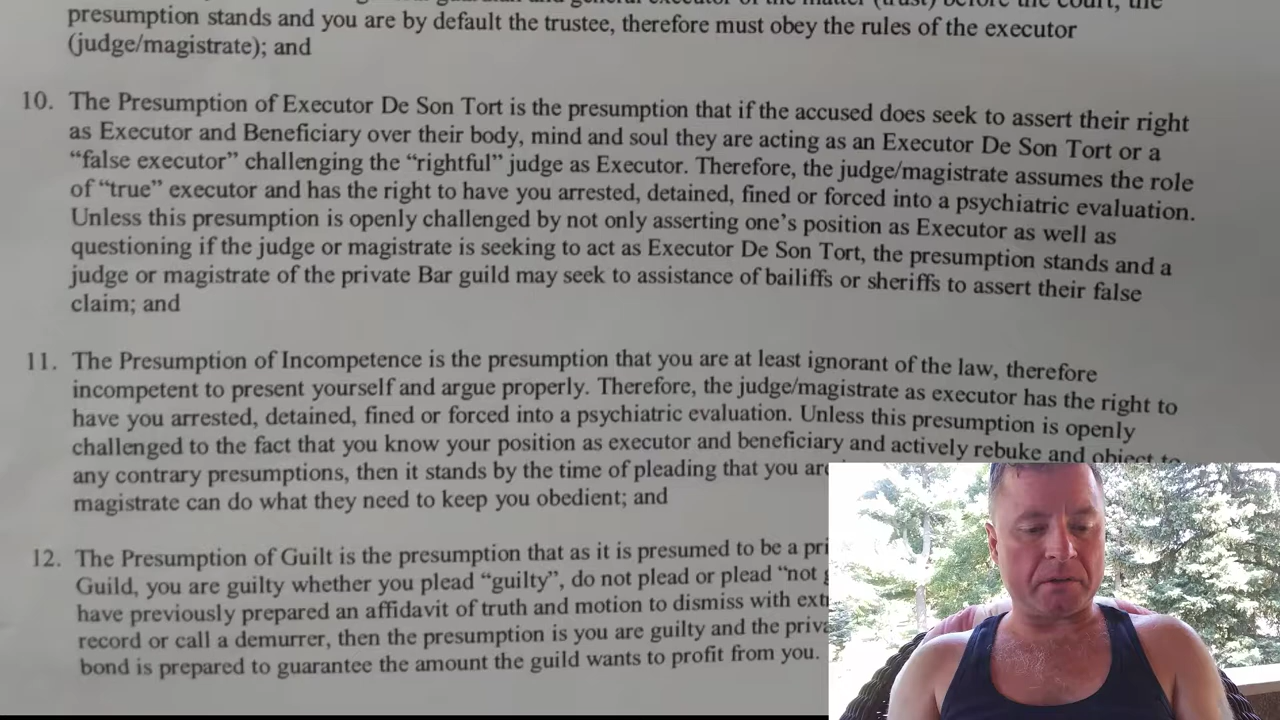 presumption stands and you are by default the trustee, therefore must obey the rules of the executor
(judge/magistrate); and
10. The Presumption of Executor De Son Tort is the presumption that if the accused does seek to assert their right
as Executor and Beneficiary over their body, mind and soul they are acting as an Executor De Son Tort or a
“false executor” challenging the “rightful” judge as Executor. Therefore, the judge/magistrate assumes the role
of “true” executor and has the right to have you arrested, detained, fined or forced into a psychiatric evaluation.
Unless this presumption is openly challenged by not only asserting one’s position as Executor as well as
questioning if the judge or magistrate is seeking to act as Executor De Son Tort, the presumption stands and a
judge or magistrate of the private Bar guild may seek to assistance of bailiffs or sheriffs to assert their false
claim; and
11. The Presumption of Incompetence is the presumption that you are at least ignorant of the law, therefore
incompetent to present yourself and argue properly. Therefore, the judge/magistrate as executor has the right to
have you arrested, detained, fined or forced into a psychiatric evaluation. Unless this presumption is openly
challenged to the fact that you know your position as executor and beneficiary and actively rebuke and object to
any contrary presumptions, then it stands by the time of pleading that you are
magistrate can do what they need to keep you obedient; and
12. The Presumption of Guilt is the presumption that as it is presumed to be a
Guild, you are guilty whether you plead “guilty”, do not plead or plead “not
have previously prepared an affidavit of truth and motion to dismiss with
record or call a demurrer, then the presumption is you are guilty and the
bond is prepared to guarantee the amount the guild wants to profit from you.